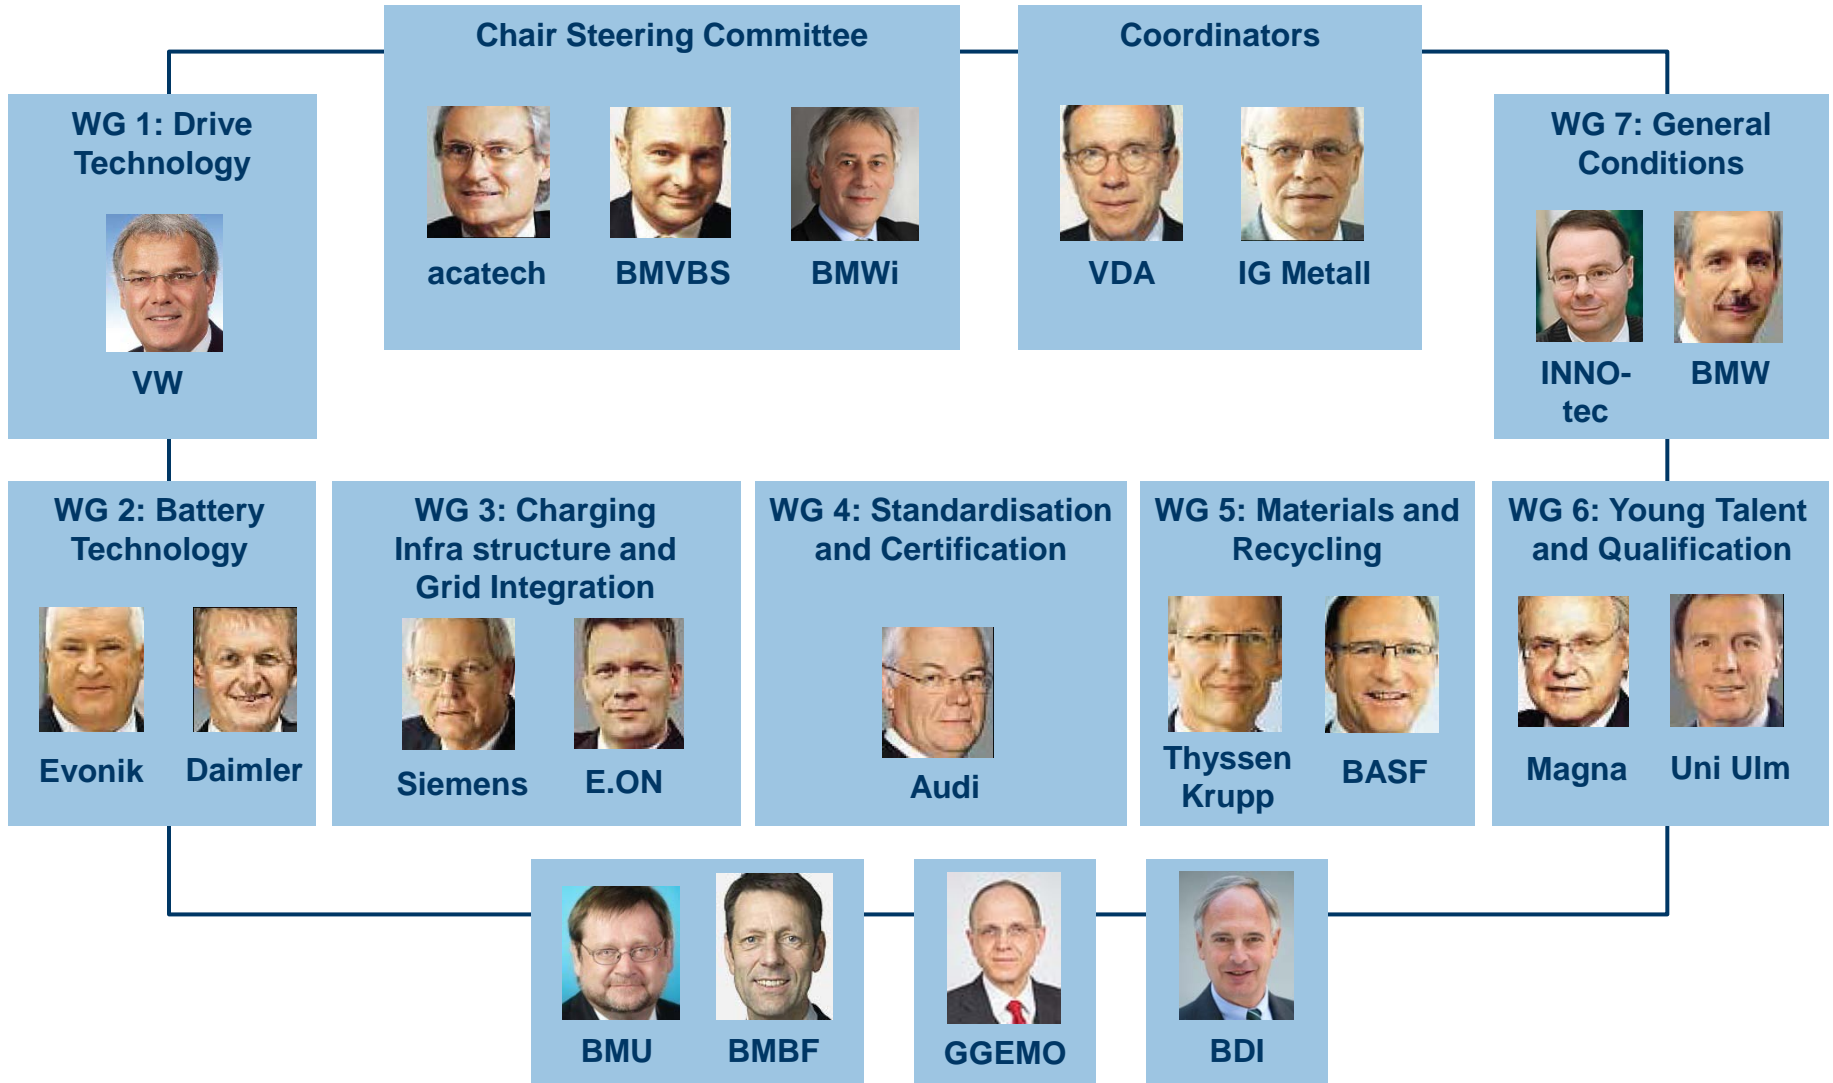 Chair Steering Committee
acatech
BMVBS
BMWi
Coordinators
VDA
IG Metall
WG 1: Drive
Technology
VW
WG 7: General
Conditions
INNO-
tec
BMW
WG 2: Battery
Technology
Evonik
Daimler
WG 3: Charging
Infra structure and
Grid Integration
Siemens
E.ON
WG 4: Standardisation
and Certification
Audi
WG 5: Materials and
Recycling
Thyssen
Krupp
BASF
WG 6: Young Talent
and Qualification
Magna
Uni Ulm
BMU
BMBF
GGEMO
BDI